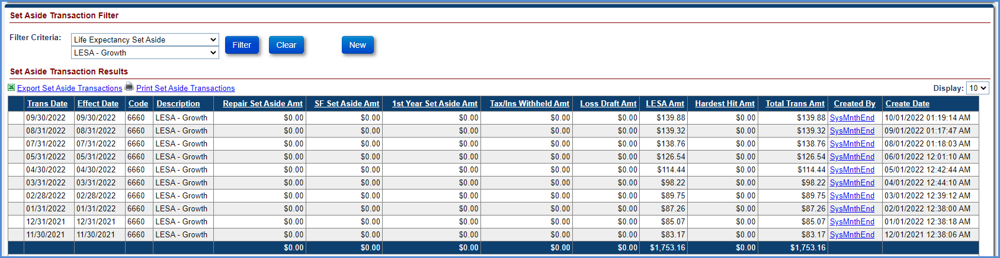 Set Aside Transaction Filter
Filter Criteria: Life Expectancy Set Aside Filter Clear New
LESA - Growth
Set Aside Transaction Results
Export Set Aside Transactions Print Set Aside Transactions Display: 10
Trans Date Effect Date Code Description Repair Set Aside Amt SF Set Aside Amt 1st Year Set Aside Amt Tax/Ins Withheld Amt Loss Draft Amt LESA Amt Hardest Hit Amt Total Trans Amt Created By Create Date
09/30/2022 09/30/2022 6660 LESA - Growth $0.00 $0.00 $0.00 $0.00 $0.00 $139.88 $0.00 $139.88 SysMnthEnd 10/01/2022 01:19:14 AM
08/31/2022 08/31/2022 6660 LESA - Growth $0.00 $0.00 $0.00 $0.00 $0.00 $139.32 $0.00 $139.32 SysMnthEnd 09/01/2022 01:17:47 AM
07/31/2022 07/31/2022 6660 LESA - Growth $0.00 $0.00 $0.00 $0.00 $0.00 $138.76 $0.00 $138.76 SysMnthEnd 08/01/2022 01:18:03 AM
05/31/2022 05/31/2022 6660 LESA - Growth $0.00 $0.00 $0.00 $0.00 $0.00 $126.54 $0.00 $126.54 SysMnthEnd 06/01/2022 12:01:10 AM
04/30/2022 04/30/2022 6660 LESA - Growth $0.00 $0.00 $0.00 $0.00 $0.00 $114.44 $0.00 $114.44 SysMnthEnd 05/01/2022 12:42:44 AM
03/31/2022 03/31/2022 6660 LESA - Growth $0.00 $0.00 $0.00 $0.00 $0.00 $98.22 $0.00 $98.22 SysMnthEnd 04/01/2022 12:44:10 AM
02/28/2022 02/28/2022 6660 LESA - Growth $0.00 $0.00 $0.00 $0.00 $0.00 $89.75 $0.00 $89.75 SysMnthEnd 03/01/2022 12:39:12 AM
01/31/2022 01/31/2022 6660 LESA - Growth $0.00 $0.00 $0.00 $0.00 $0.00 $87.26 $0.00 $87.26 SysMnthEnd 02/01/2022 12:38:00 AM
12/31/2021 12/31/2021 6660 LESA - Growth $0.00 $0.00 $0.00 $0.00 $0.00 $85.07 $0.00 $85.07 SysMnthEnd 01/01/2022 12:38:18 AM
11/30/2021 11/30/2021 6660 LESA - Growth $0.00 $0.00 $0.00 $0.00 $0.00 $83.17 $0.00 $83.17 SysMnthEnd 12/01/2021 12:38:06 AM
$0.00 $0.00 $0.00 $0.00 $0.00 $1,753.16 $0.00 $1,753.16